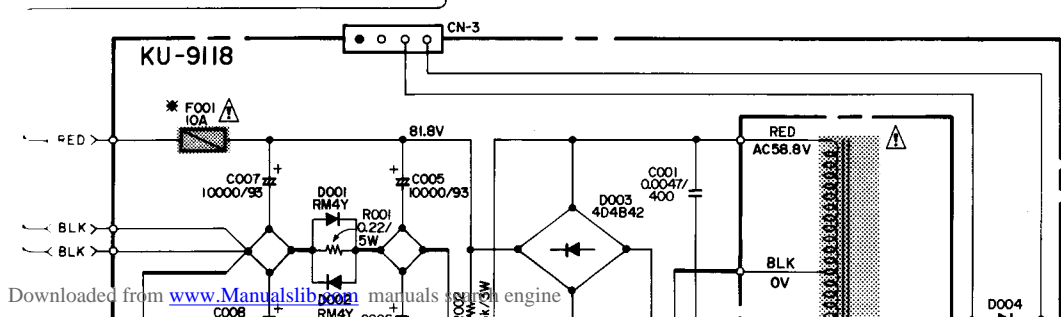 CN-3
KU-9118
※ F001
10A
RED
81.8V
RED
AC58.8V
C007
10000/93
C005
10000/93
C001
0.0047/
400
D001
RM4Y
R001
0.22/
5W
D003
4D4B42
BLK
BLK
BLK
0V
D002
RM4Y
C008
D004
Downloaded from www.Manualslib.com manuals search engine